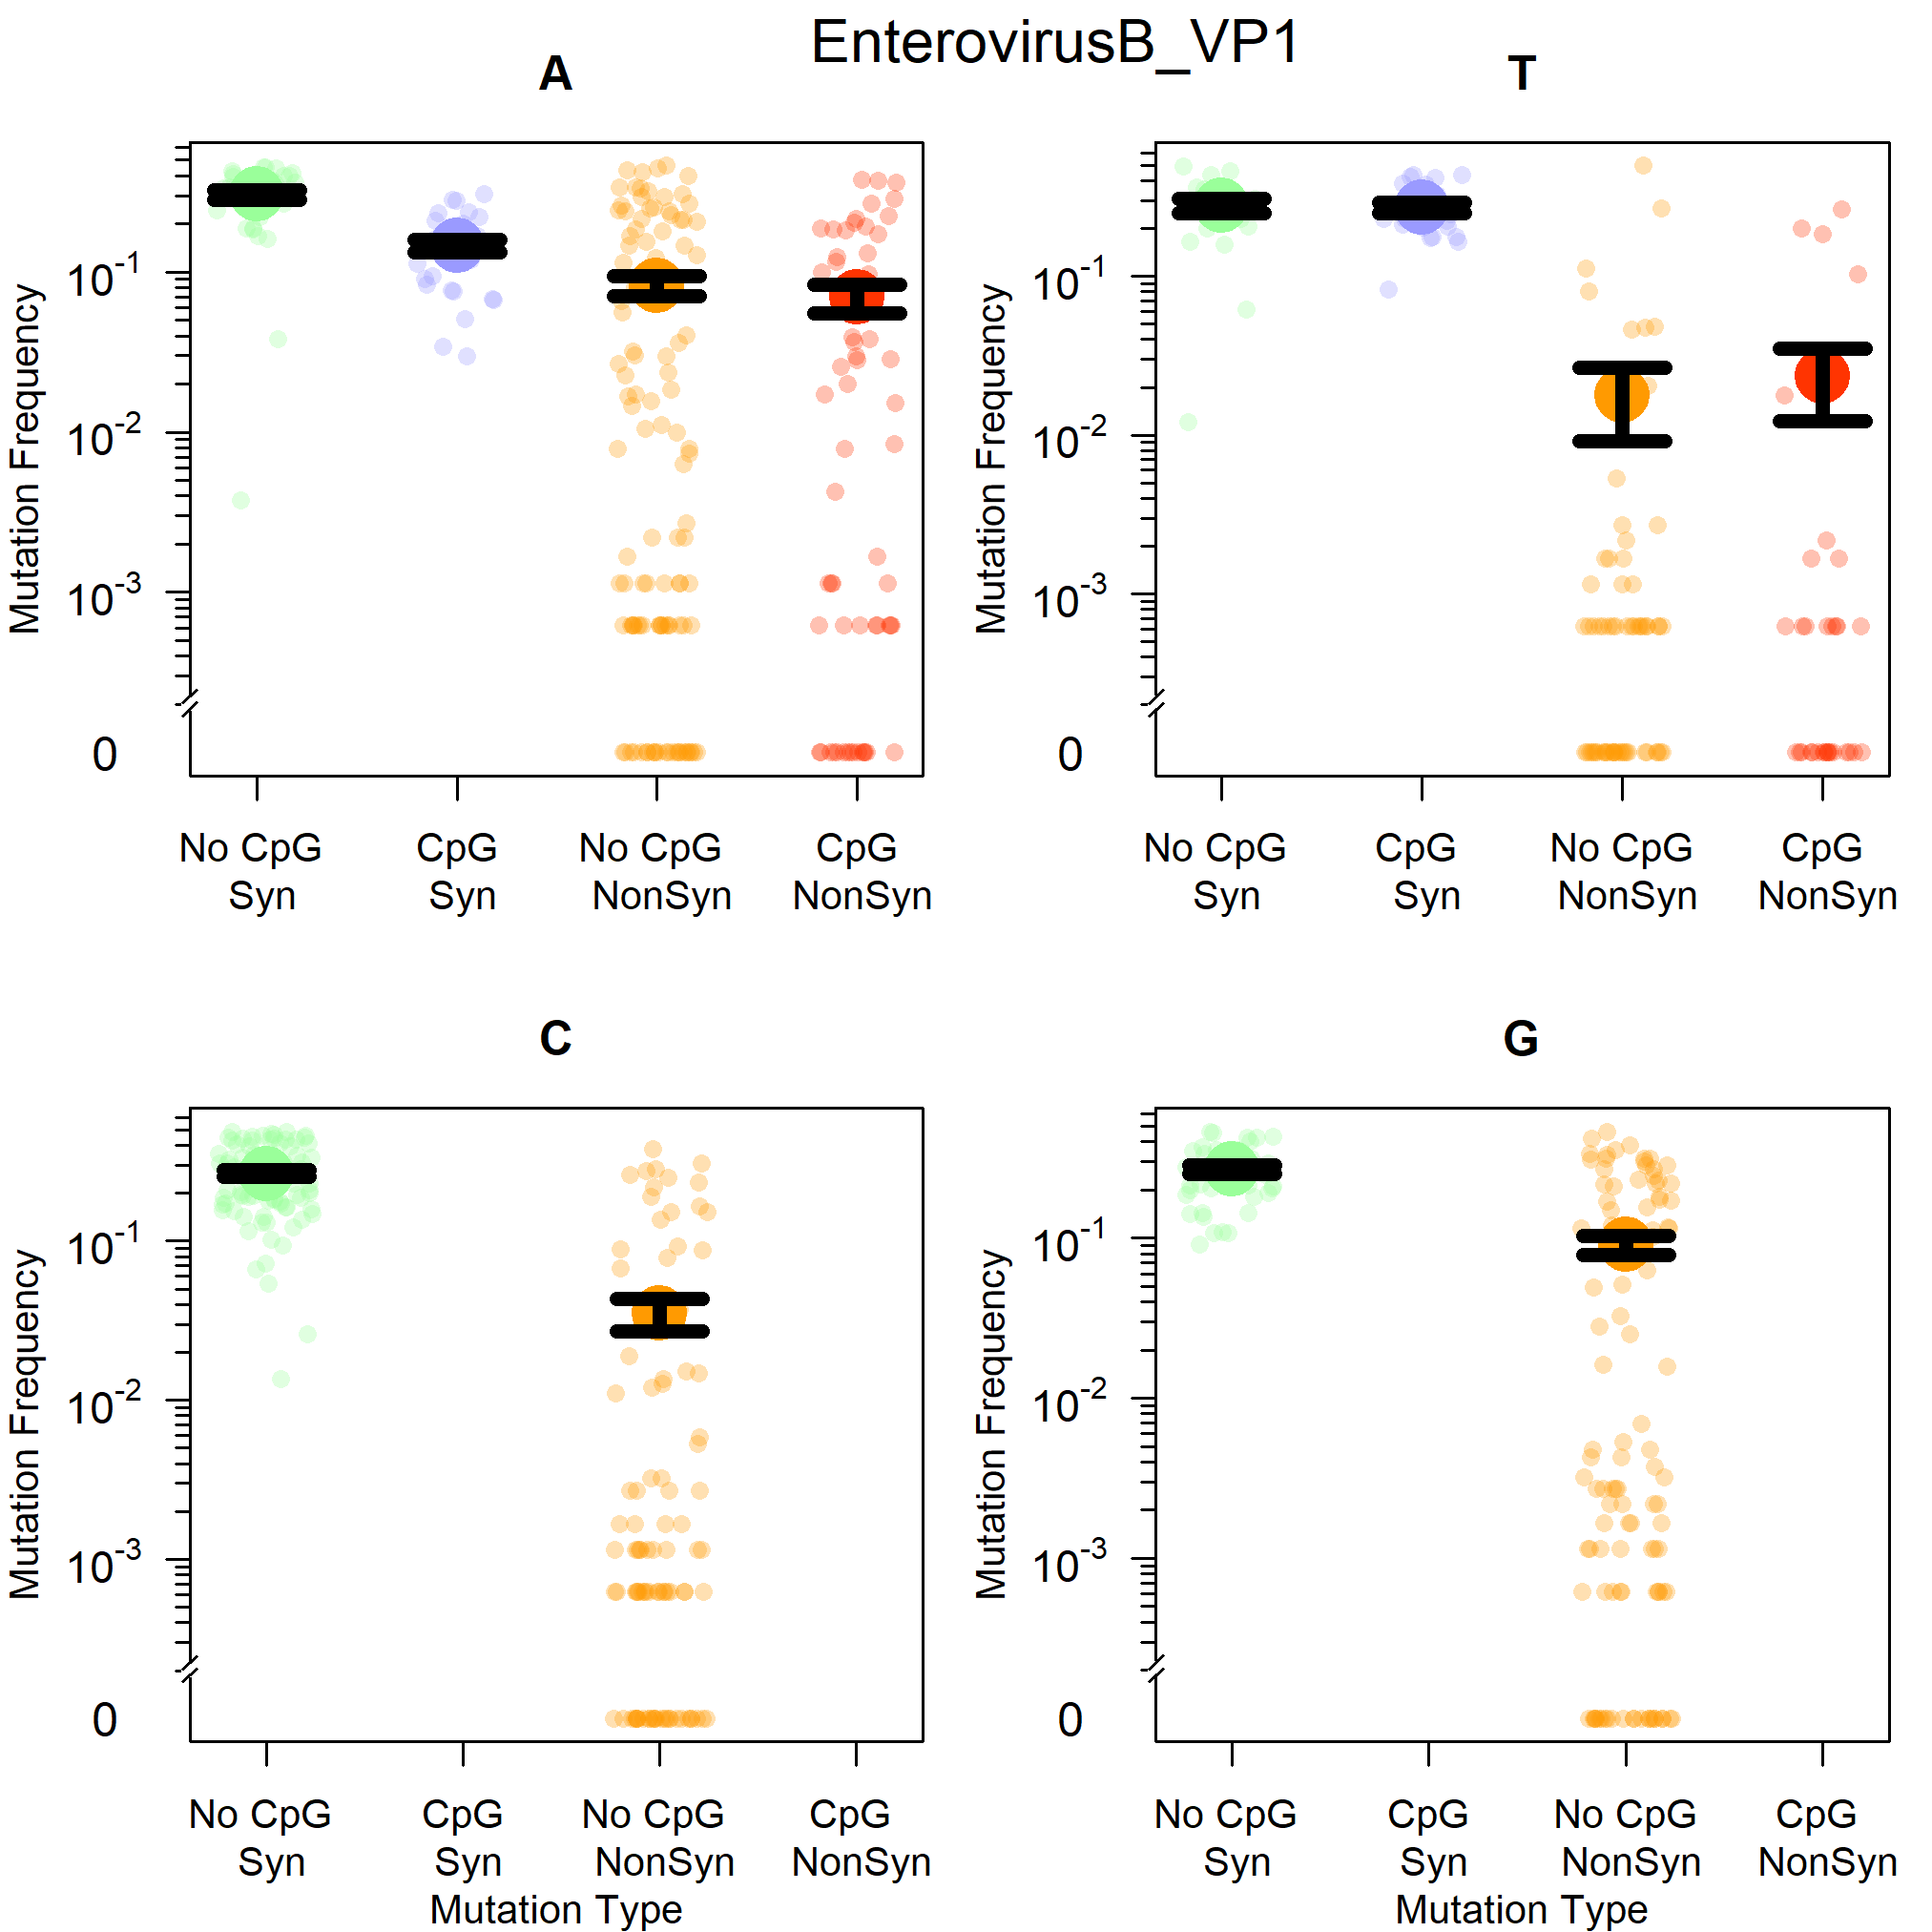 EnterovirusB_VP1
A
Mutation Frequency
10-1
10-2
10-3
0
No CpG Syn
CpG Syn
No CpG NonSyn
CpG NonSyn
T
Mutation Frequency
10-1
10-2
10-3
0
No CpG Syn
CpG Syn
No CpG NonSyn
CpG NonSyn
C
Mutation Frequency
10-1
10-2
10-3
0
No CpG Syn
CpG Syn
No CpG NonSyn
CpG NonSyn
Mutation Type
G
Mutation Frequency
10-1
10-2
10-3
0
No CpG Syn
CpG Syn
No CpG NonSyn
CpG NonSyn
Mutation Type